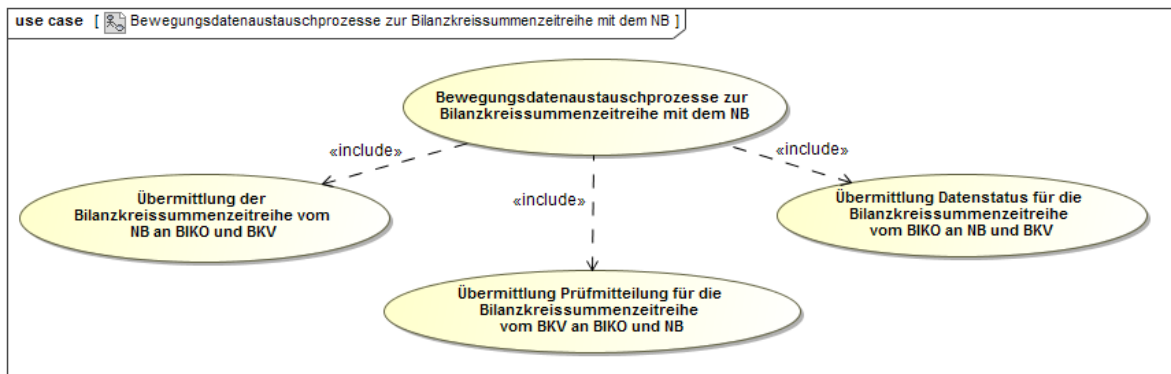 use case [ Bewegungsdatenaustauschprozesse zur Bilanzkreissummenzeitreihe mit dem NB ]
Bewegungsdatenaustauschprozesse zur
Bilanzkreissummenzeitreihe mit dem NB
«include»
«include»
«include»
Übermittlung der
Bilanzkreissummenzeitreihe vom
NB an BIKO und BKV
Übermittlung Prüfmitteilung für die
Bilanzkreissummenzeitreihe
vom BKV an BIKO und NB
Übermittlung Datenstatus für die
Bilanzkreissummenzeitreihe
vom BIKO an NB und BKV